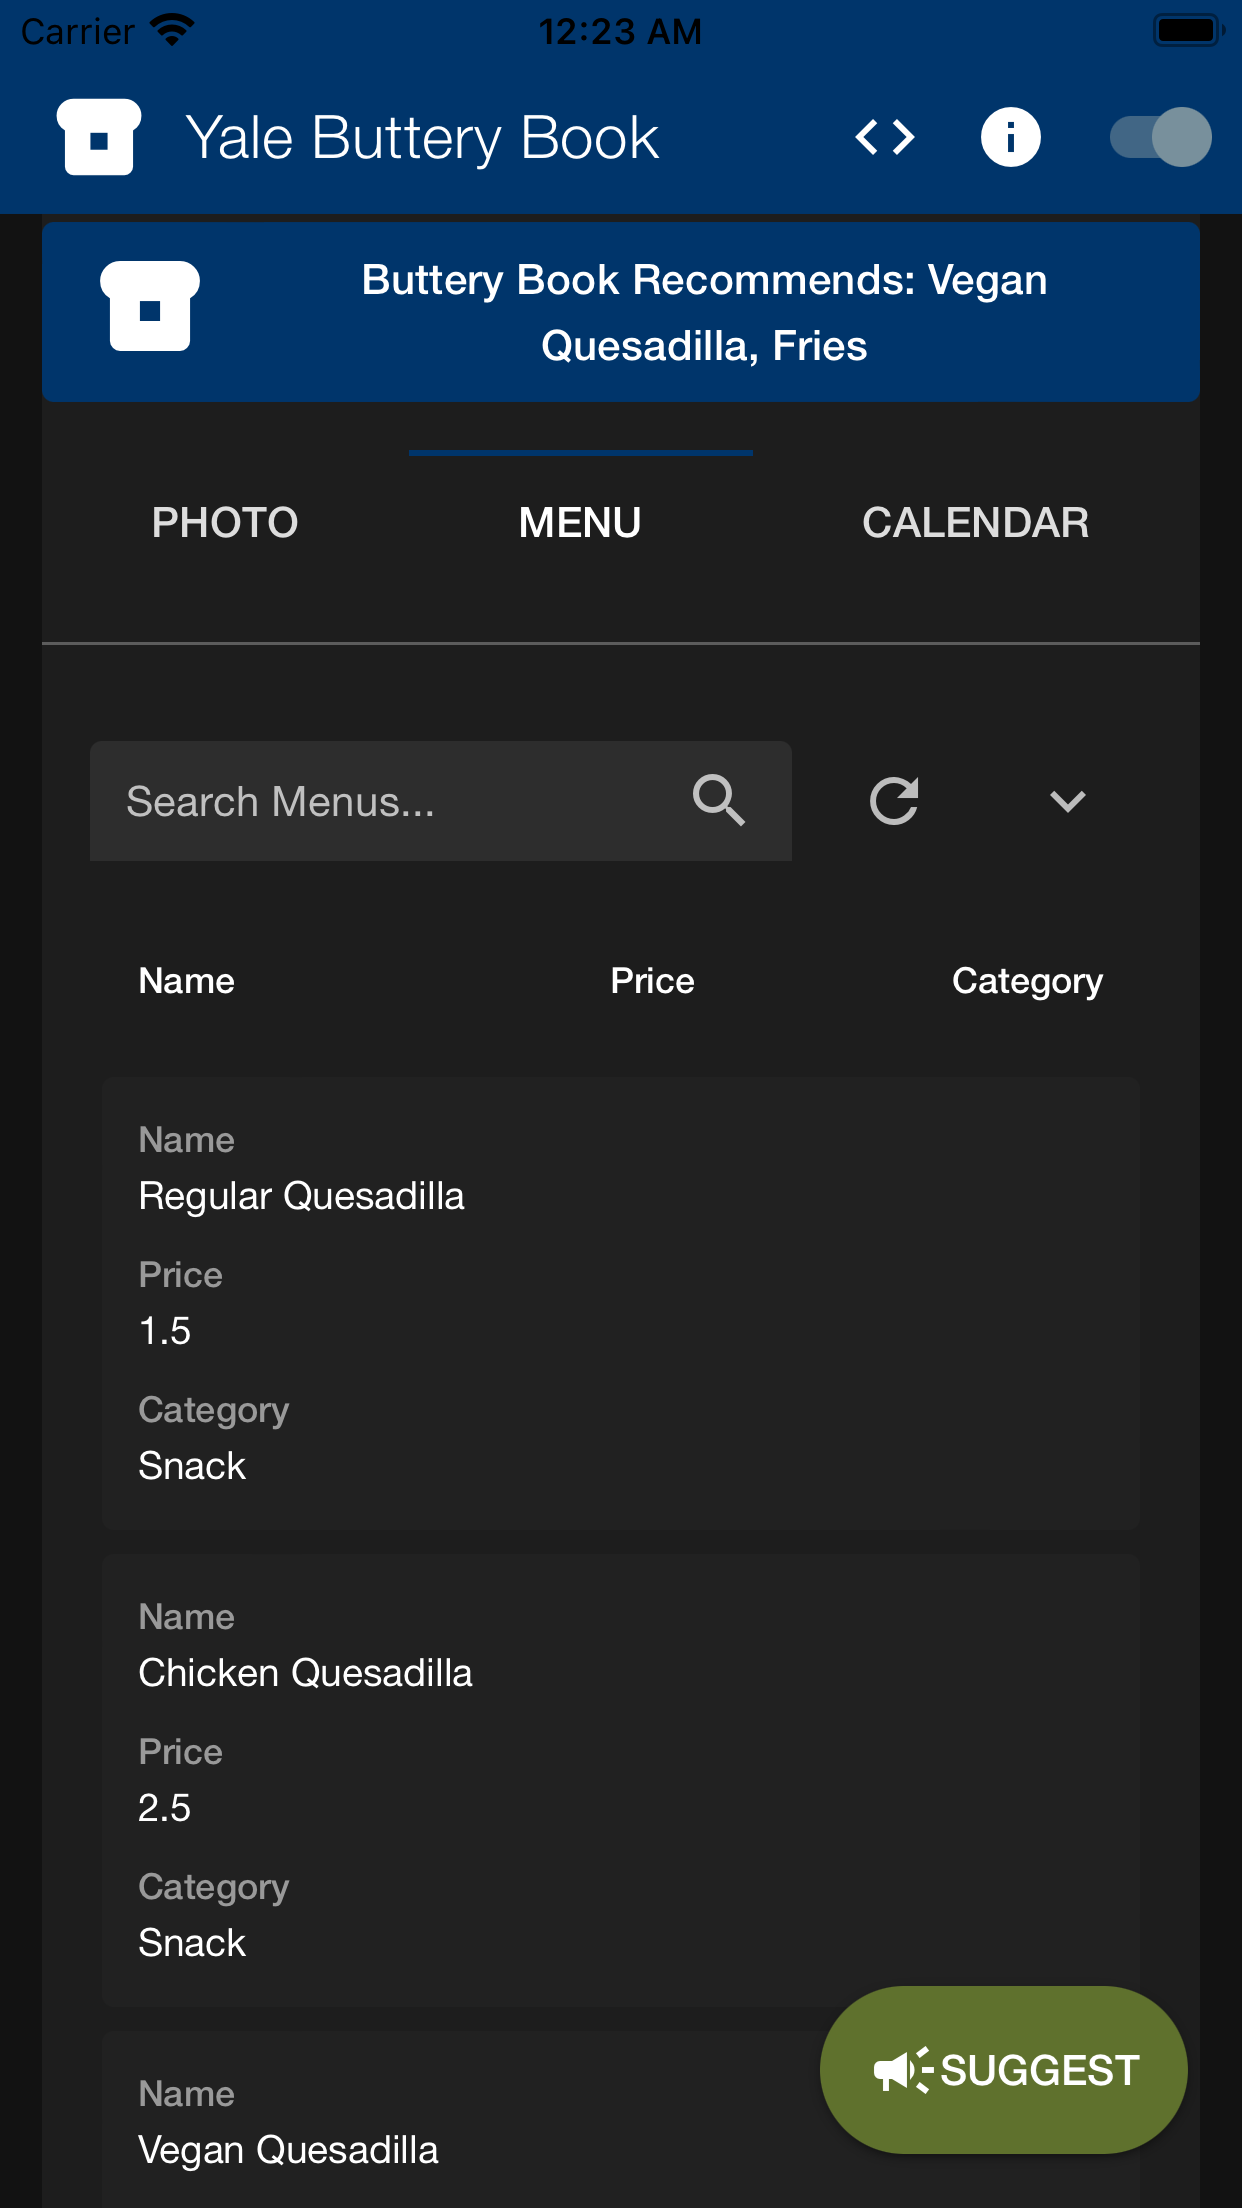 Carrier 12:23 AM
Yale Buttery Book
Buttery Book Recommends: Vegan
Quesadilla, Fries
PHOTO MENU CALENDAR
Search Menus...
Name Price Category
Name
Regular Quesadilla
Price
1.5
Category
Snack
Name
Chicken Quesadilla
Price
2.5
Category
Snack
SUGGEST
Name
Vegan Quesadilla